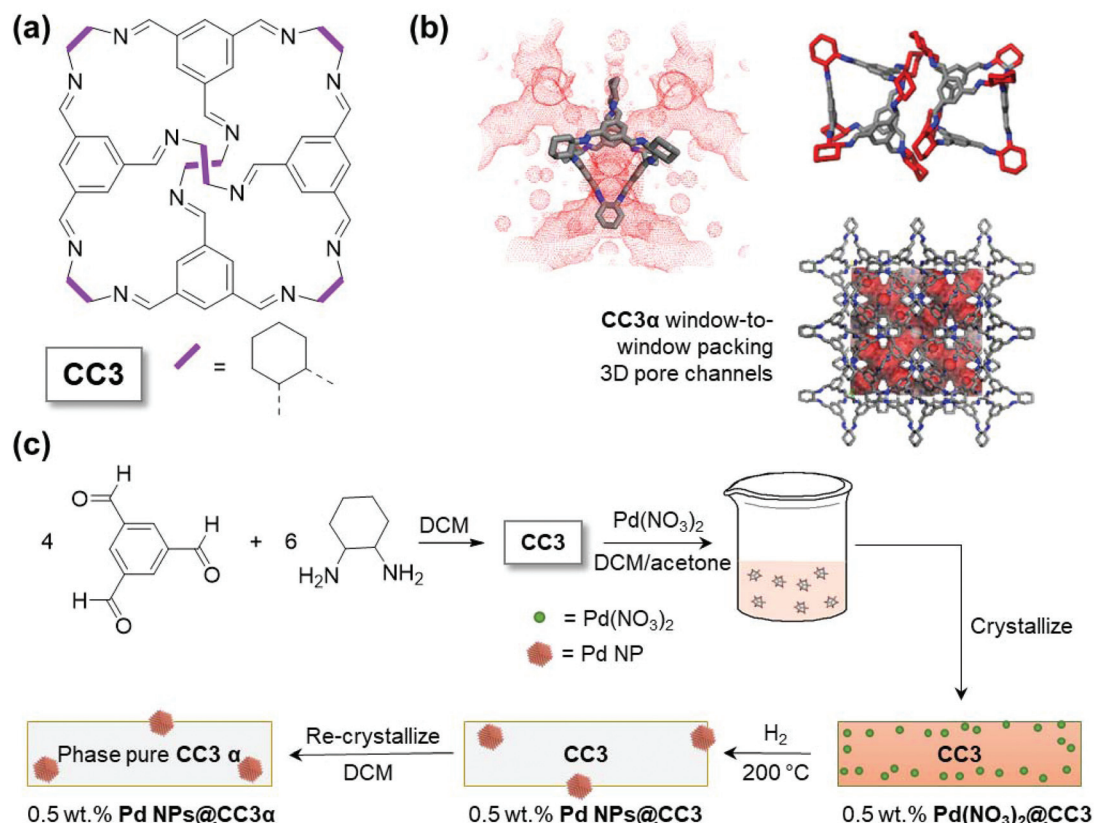 (a)
N
N
N
N
N
N
N
N
N
N
N
N
CC3
=
(b)
CC3α window-to-
window packing
3D pore channels
(c)
4
H
O
H
O
H
O
+
6
H2N
NH2
DCM
CC3
Pd(NO3)2
DCM/acetone
= Pd(NO3)2
= Pd NP
Crystallize
CC3
0.5 wt.% Pd(NO3)2@CC3
H2
200 °C
CC3
0.5 wt.% Pd NPs@CC3
Re-crystallize
DCM
Phase pure CC3 α
0.5 wt.% Pd NPs@CC3α